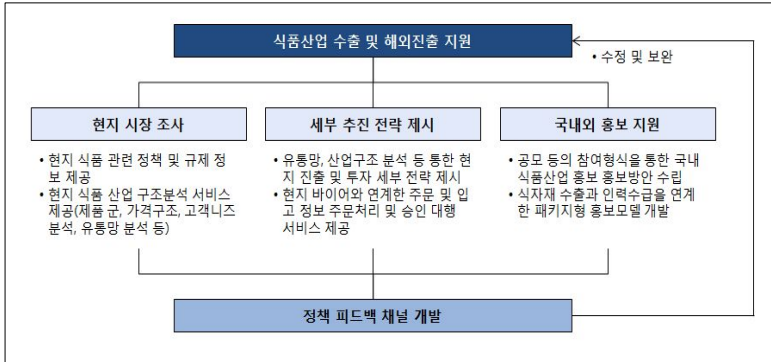 식품산업 수출 및 해외진출 지원
• 수정 및 보완
현지 시장 조사
• 현지 식품 관련 정책 및 규제 정
보 제공
• 현지 식품 산업 구조분석 서비스
제공(제품 군, 가격구조, 고객니즈
분석, 유통망 분석 등)
세부 추진 전략 제시
• 유통망, 산업구조 분석 등 통한 현
지 진출 및 투자 세부 전략 제시
• 현지 바이어와 연계한 주문 및 입
고 정보 주문처리 및 승인 대행
서비스 제공
국내외 홍보 지원
• 공모 등의 참여형식을 통한 국내
식품산업 홍보 홍보방안 수립
• 식자재 수출과 인력수급을 연계
한 패키지형 홍보모델 개발
정책 피드백 채널 개발